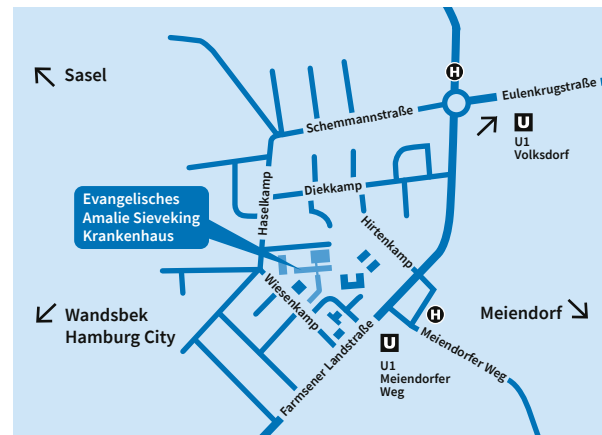 Sasel
H
Eulenkrugstraße
Schemmannstraße
U
U1
Volksdorf
Diekkamp
Evangelisches
Amalie Sieveking
Krankenhaus
Haselkamp
Hirtenkamp
Wiesenkamp
Wandsbek
Hamburg City
Meiendorf
H
Farmsener Landstraße
Meiendorfer Weg
U
U1
Meiendorfer
Weg